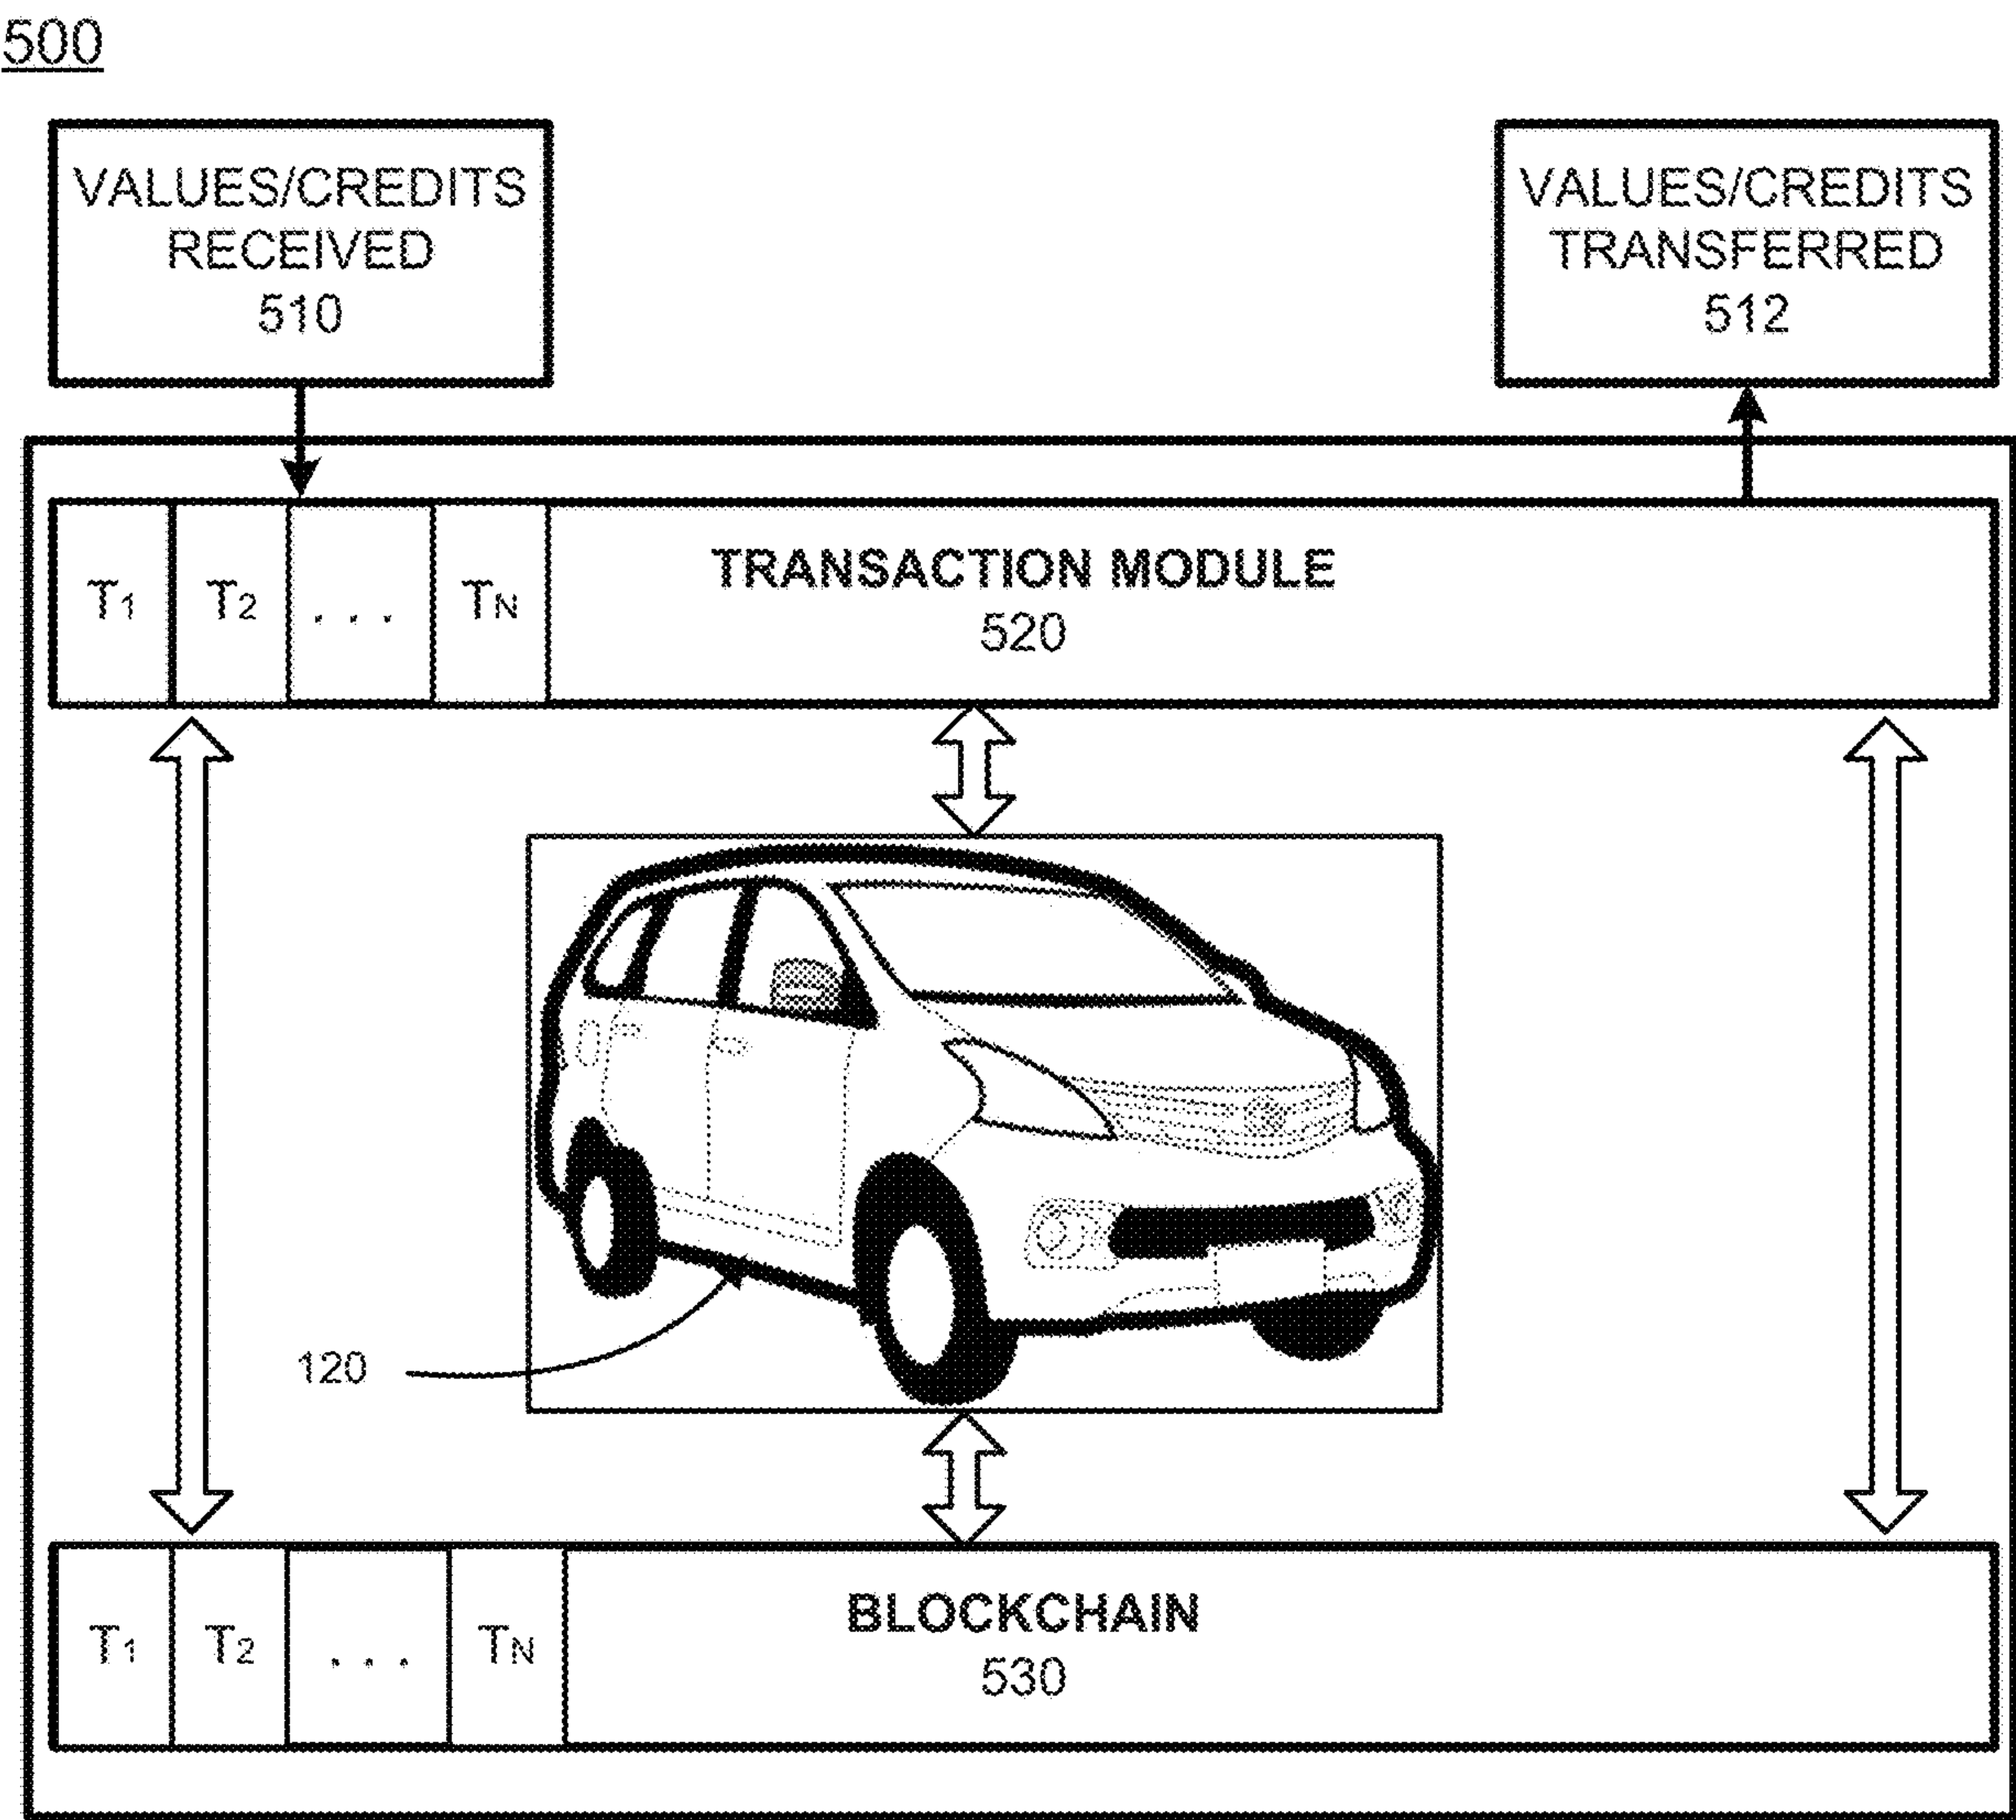 500
VALUES/CREDITS
RECEIVED
510
VALUES/CREDITS
TRANSFERRED
512
T1 T2 . . . TN
TRANSACTION MODULE
520
120
T1 T2 . . . TN
BLOCKCHAIN
530